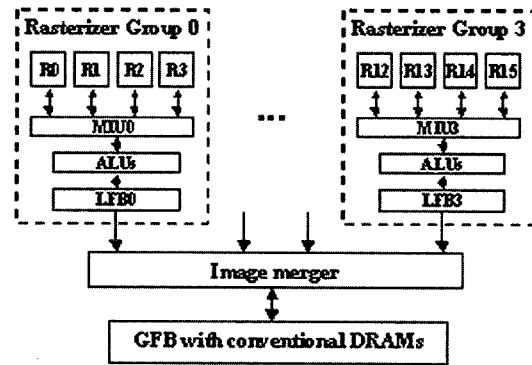 Rasterizer Group 0
Rasterizer Group 3
R0 R1 R2 R3
R12 R13 R14 R15
MIU0
MIU3
ALUs
ALUs
LFB0
LFB3
...
Image merger
GFB with conventional DRAMs